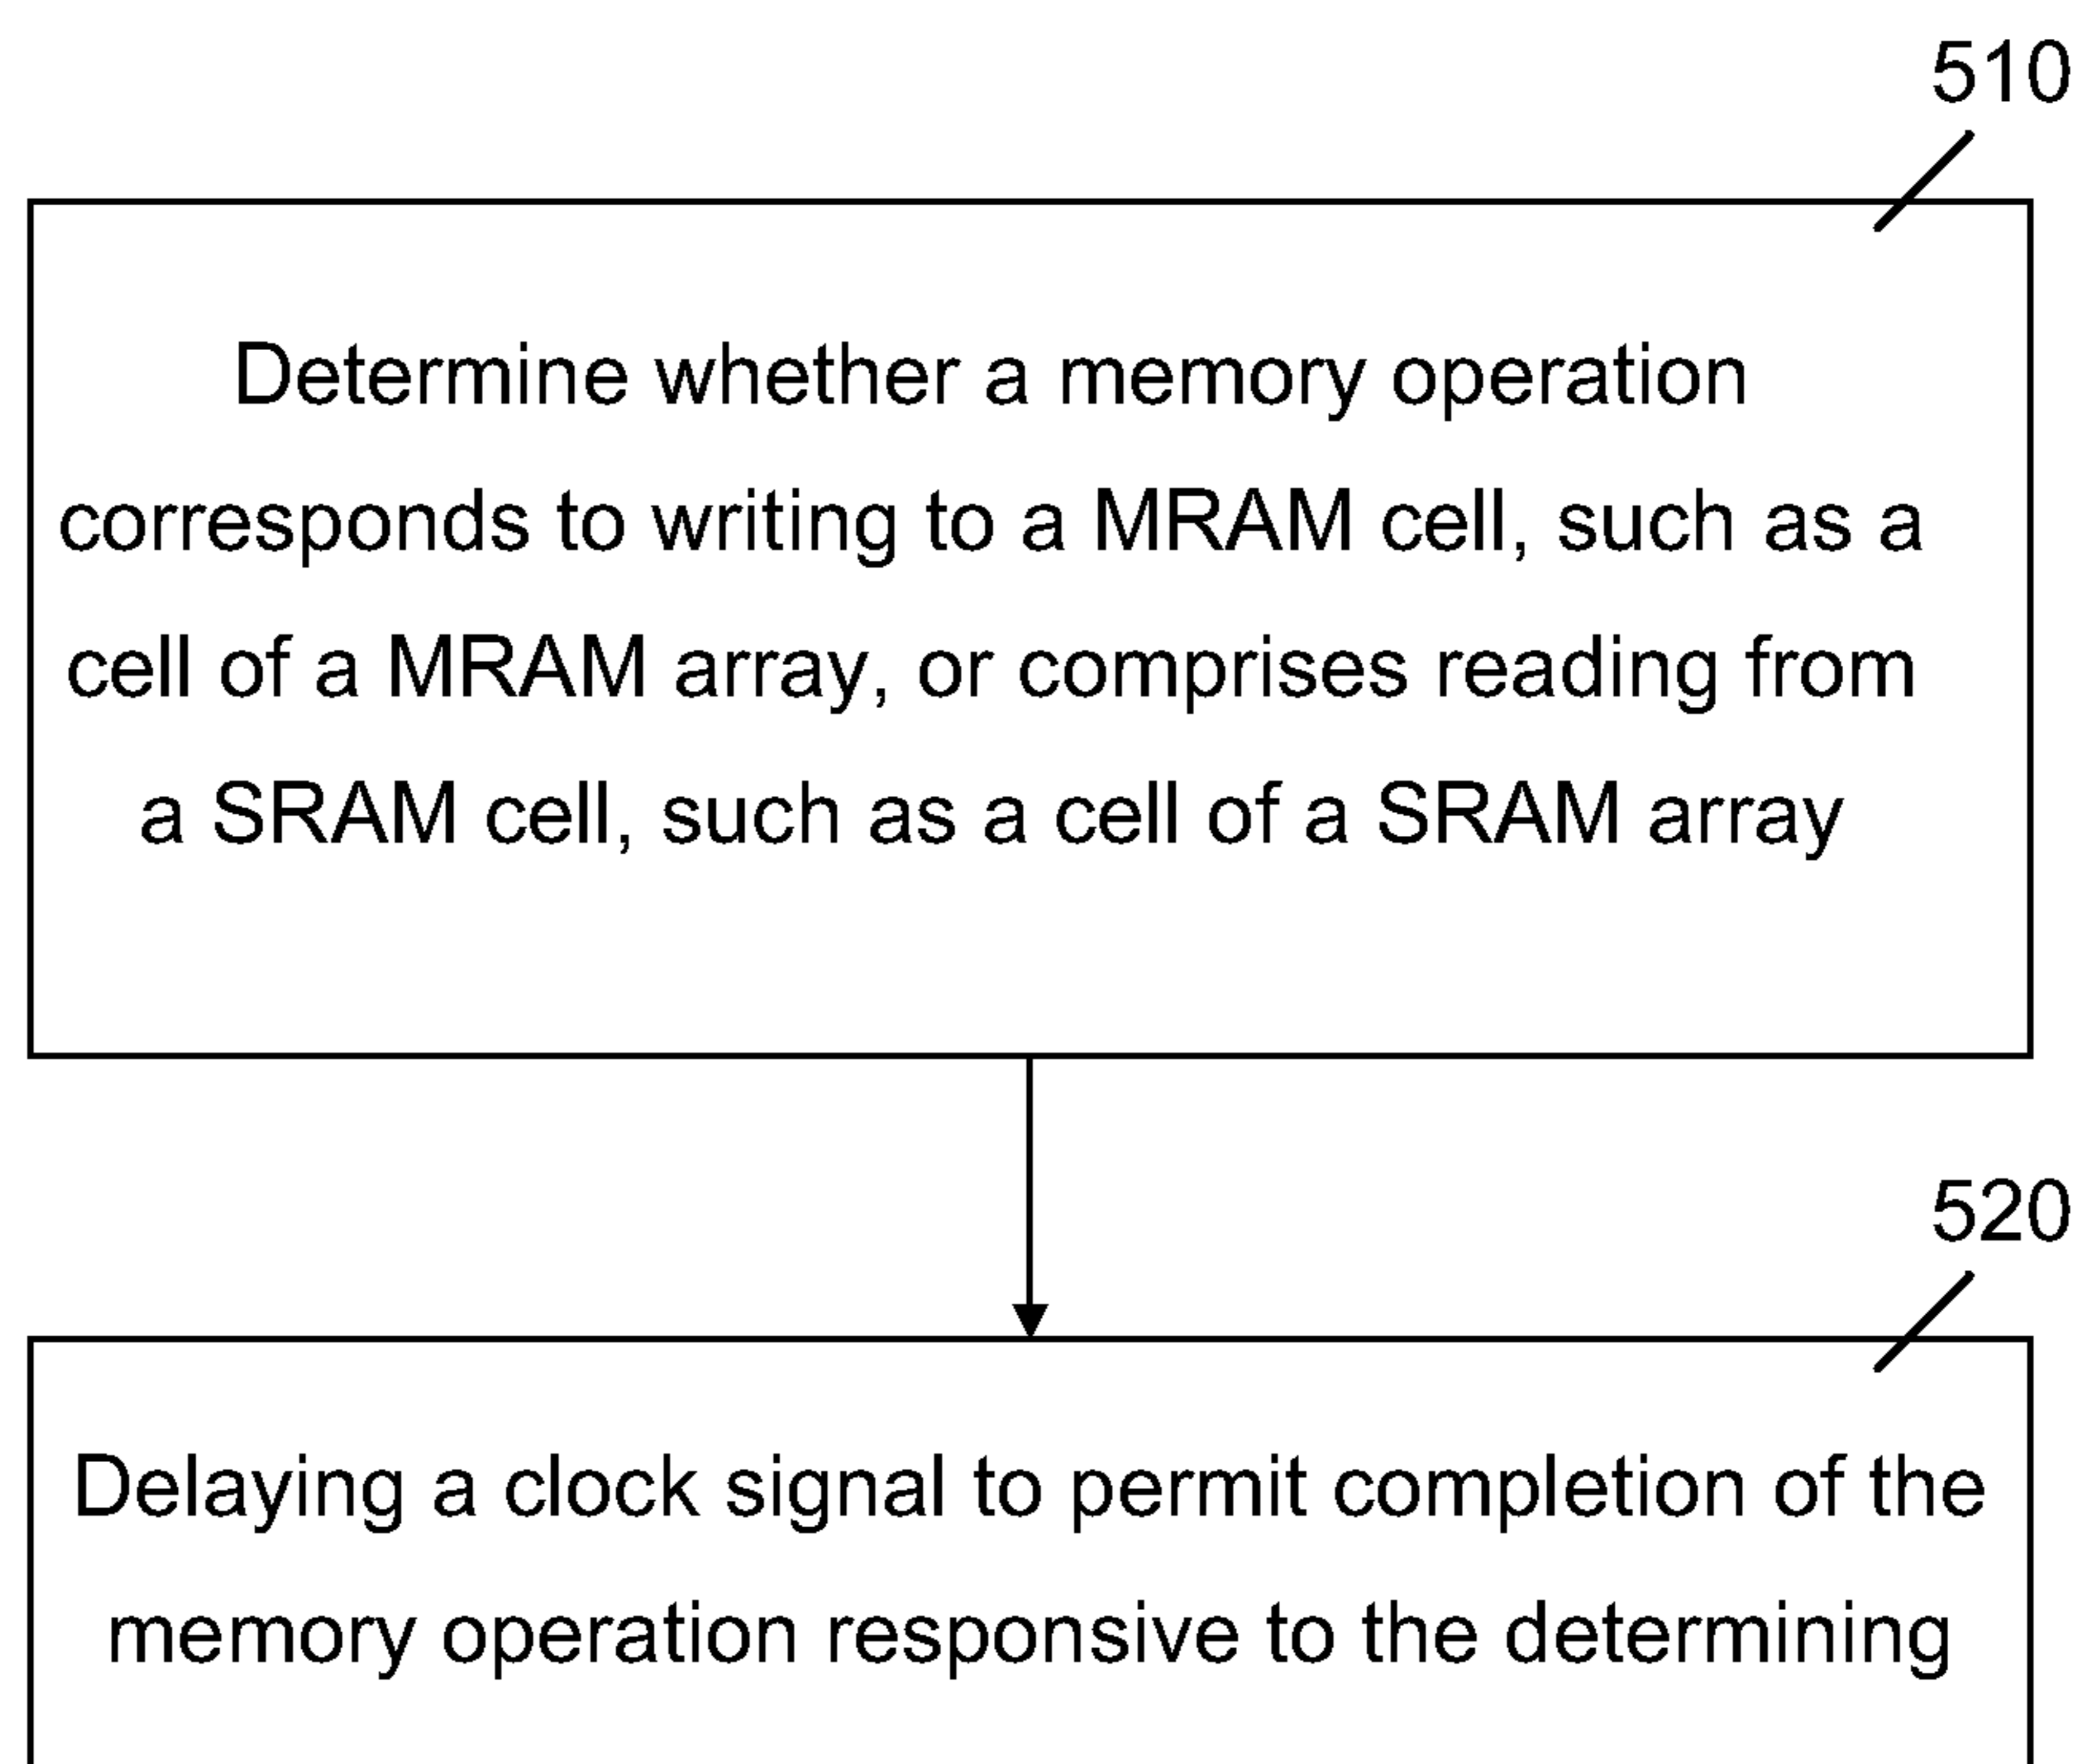 510
Determine whether a memory operation
corresponds to writing to a MRAM cell, such as a
cell of a MRAM array, or comprises reading from
a SRAM cell, such as a cell of a SRAM array
520
Delaying a clock signal to permit completion of the
memory operation responsive to the determining